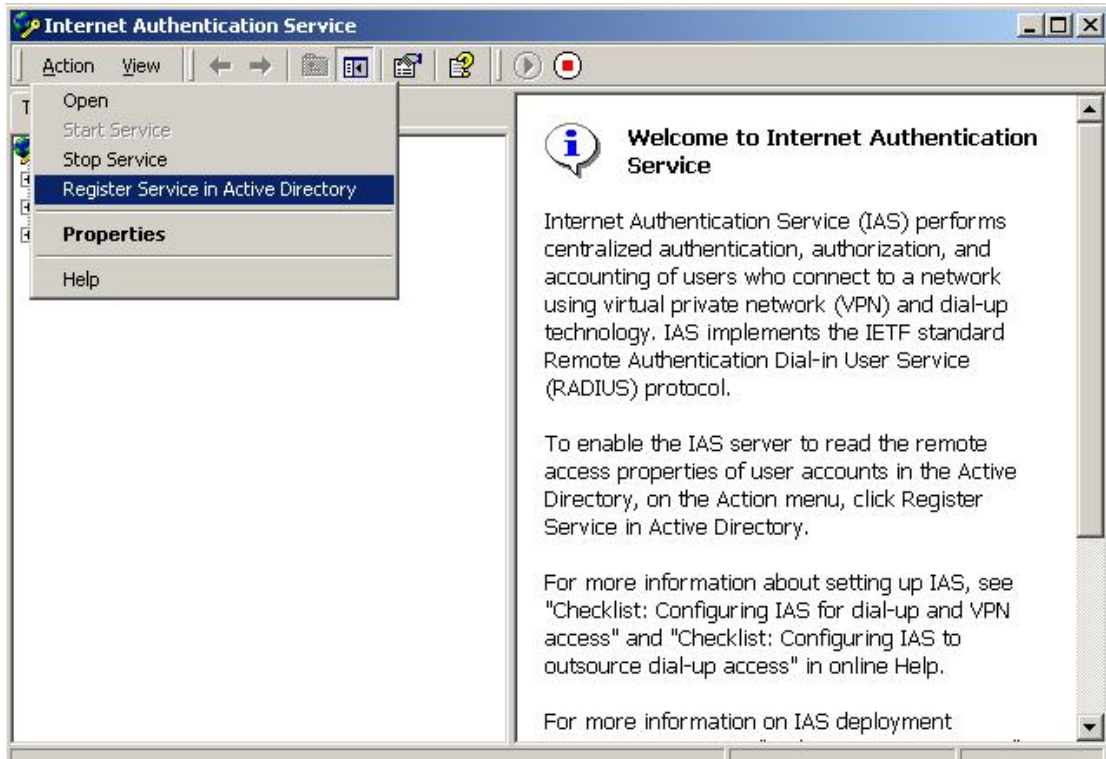 Internet Authentication Service
Action View
T
Open
Start Service
Stop Service
Register Service in Active Directory
Properties
Help
Welcome to Internet Authentication
Service
Internet Authentication Service (IAS) performs
centralized authentication, authorization, and
accounting of users who connect to a network
using virtual private network (VPN) and dial-up
technology. IAS implements the IETF standard
Remote Authentication Dial-in User Service
(RADIUS) protocol.
To enable the IAS server to read the remote
access properties of user accounts in the Active
Directory, on the Action menu, click Register
Service in Active Directory.
For more information about setting up IAS, see
"Checklist: Configuring IAS for dial-up and VPN
access" and "Checklist: Configuring IAS to
outsource dial-up access" in online Help.
For more information on IAS deployment